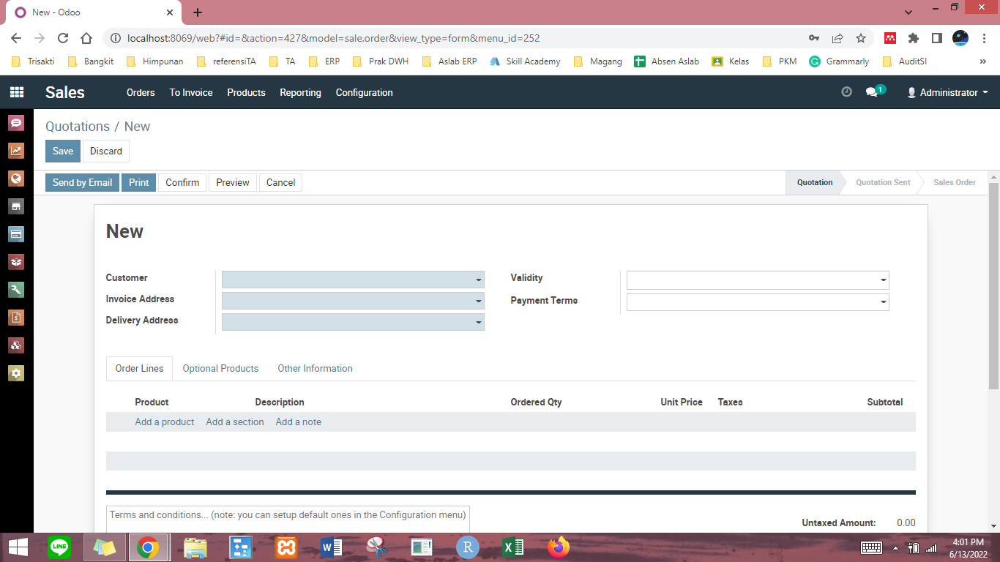 New - Odoo
localhost:8069/web?#id=&action=427&model=sale.order&view_type=form&menu_id=252
Trisakti Bangkit Himpunan referensiTA TA ERP Prak DWH Aslab ERP Skill Academy Magang Absen Aslab Kelas PKM Grammarly AuditSI »
Sales Orders To Invoice Products Reporting Configuration 1 Administrator
Quotations / New
Save Discard
Send by Email Print Confirm Preview Cancel Quotation Quotation Sent Sales Order
New
Customer Validity
Invoice Address Payment Terms
Delivery Address
Order Lines Optional Products Other Information
Product Description Ordered Qty Unit Price Taxes Subtotal
Add a product Add a section Add a note
Terms and conditions... (note: you can setup default ones in the Configuration menu)
Untaxed Amount: 0.00
LINE
W
R
X
4:01 PM
6/13/2022